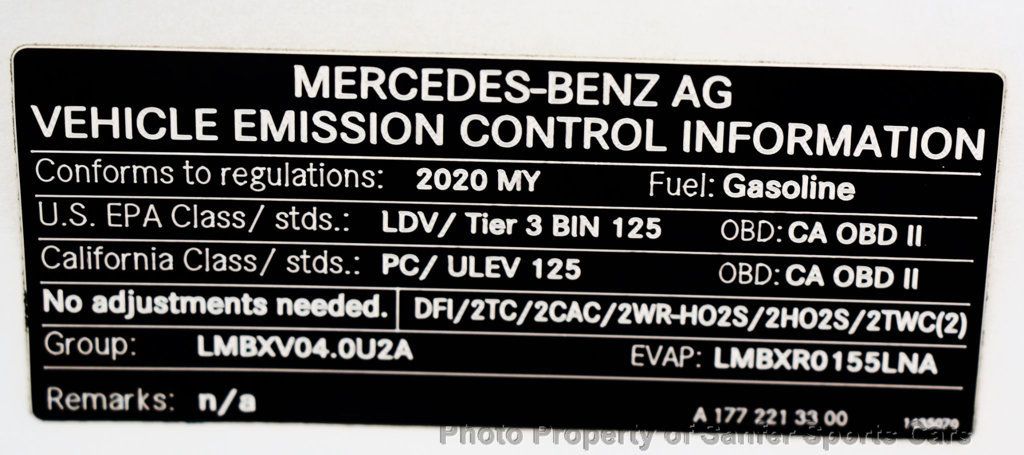 MERCEDES-BENZ AG
VEHICLE EMISSION CONTROL INFORMATION
Conforms to regulations: 2020 MY Fuel: Gasoline
U.S. EPA Class/ stds.: LDV/ Tier 3 BIN 125 OBD: CA OBD II
California Class/ stds.: PC/ ULEV 125 OBD: CA OBD II
No adjustments needed. DFI/2TC/2CAC/2WR-HO2S/2HO2S/2TWC(2)
Group: LMBXV04.0U2A EVAP: LMBXR0155LNA
Remarks: n/a
A 177 221 33 00
Photo Property of Sanfer Sports Cars